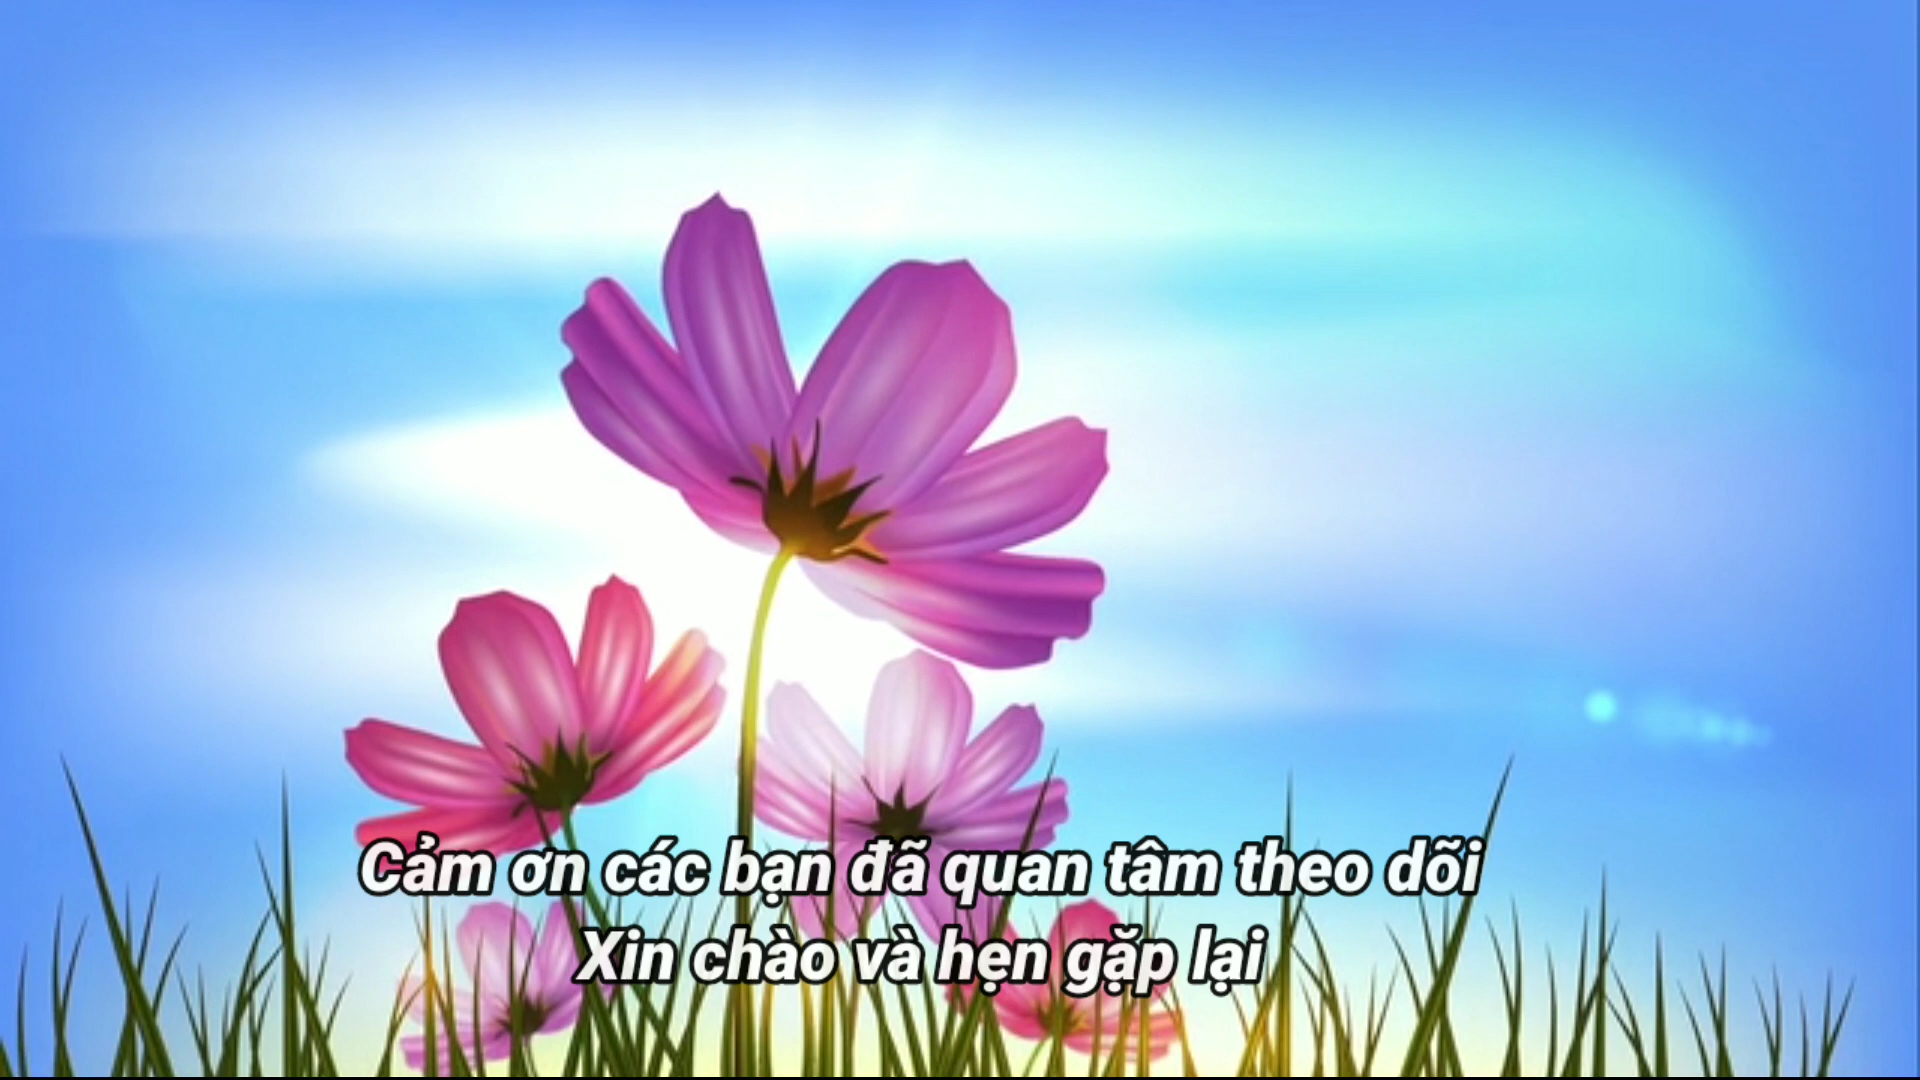 Cảm ơn các bạn đã quan tâm theo dõi
Xin chào và hẹn gặp lại